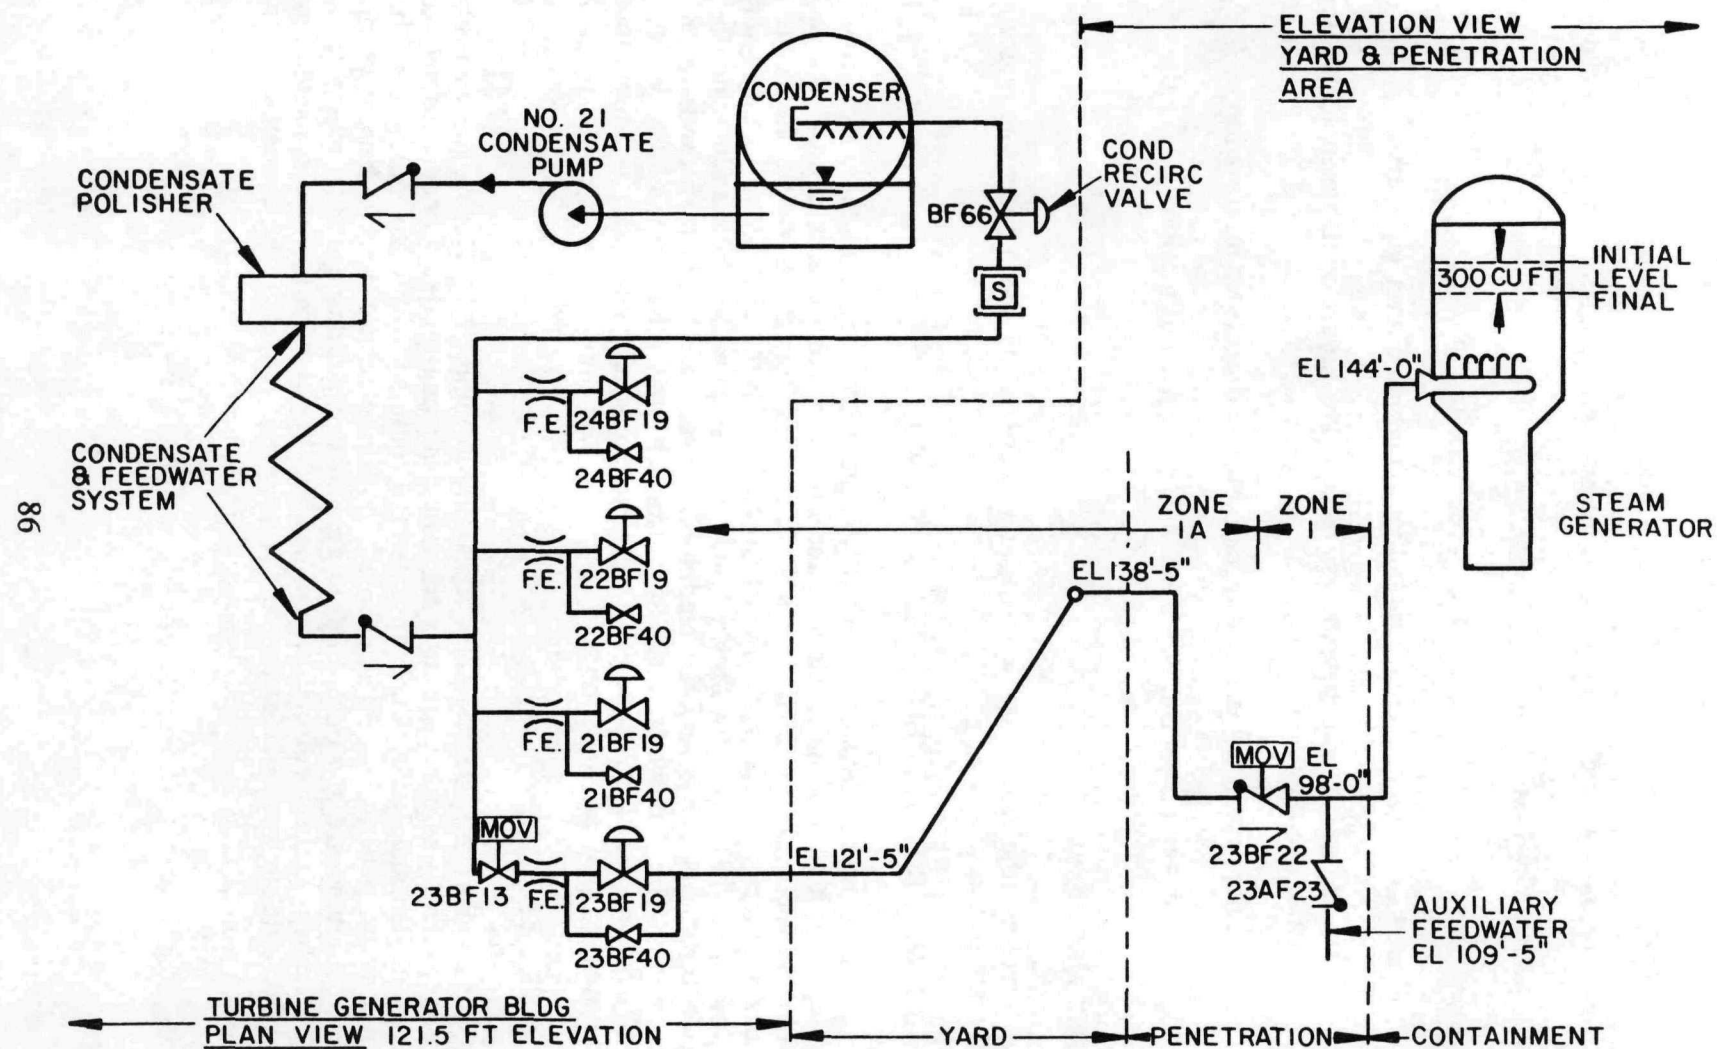 ELEVATION VIEW
YARD & PENETRATION
AREA
CONDENSER
NO. 21
CONDENSATE
PUMP
COND
RECIRC
VALVE
CONDENSATE
POLISHER
BF66
S
INITIAL
LEVEL
FINAL
300 CU FT
EL 144'-0"
F.E.
24BF19
24BF40
CONDENSATE
& FEEDWATER
SYSTEM
86
ZONE
1A
ZONE
1
STEAM
GENERATOR
F.E.
22BF19
22BF40
EL 138'-5"
F.E.
21BF19
21BF40
MOV
EL
98'-0"
MOV
23BF13
F.E.
23BF19
23BF40
EL 121'-5"
23BF22
23AF23
AUXILIARY
FEEDWATER
EL 109'-5"
TURBINE GENERATOR BLDG
PLAN VIEW 121.5 FT ELEVATION
YARD
PENETRATION
CONTAINMENT